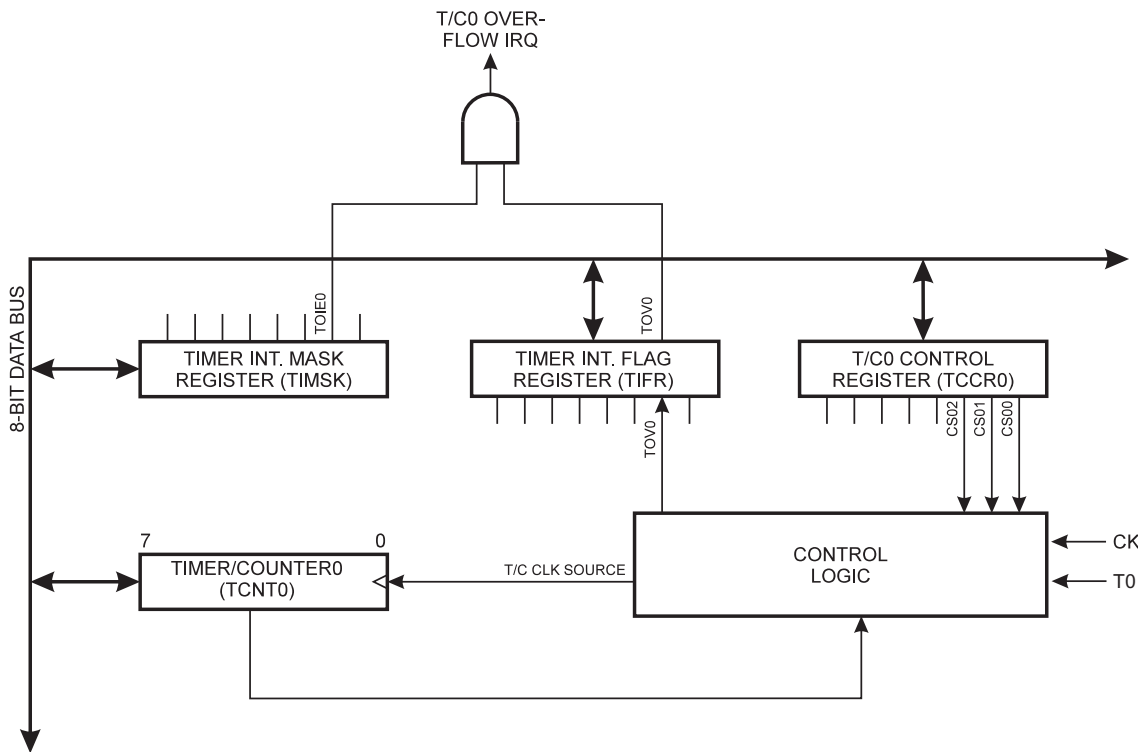 T/C0 OVER-
FLOW IRQ
8-BIT DATA BUS
TOIE0
TOV0
TIMER INT. MASK
REGISTER (TIMSK)
TIMER INT. FLAG
REGISTER (TIFR)
T/C0 CONTROL
REGISTER (TCCR0)
TOV0
CS02
CS01
CS00
7
0
TIMER/COUNTER0
(TCNT0)
T/C CLK SOURCE
CONTROL
LOGIC
CK
T0